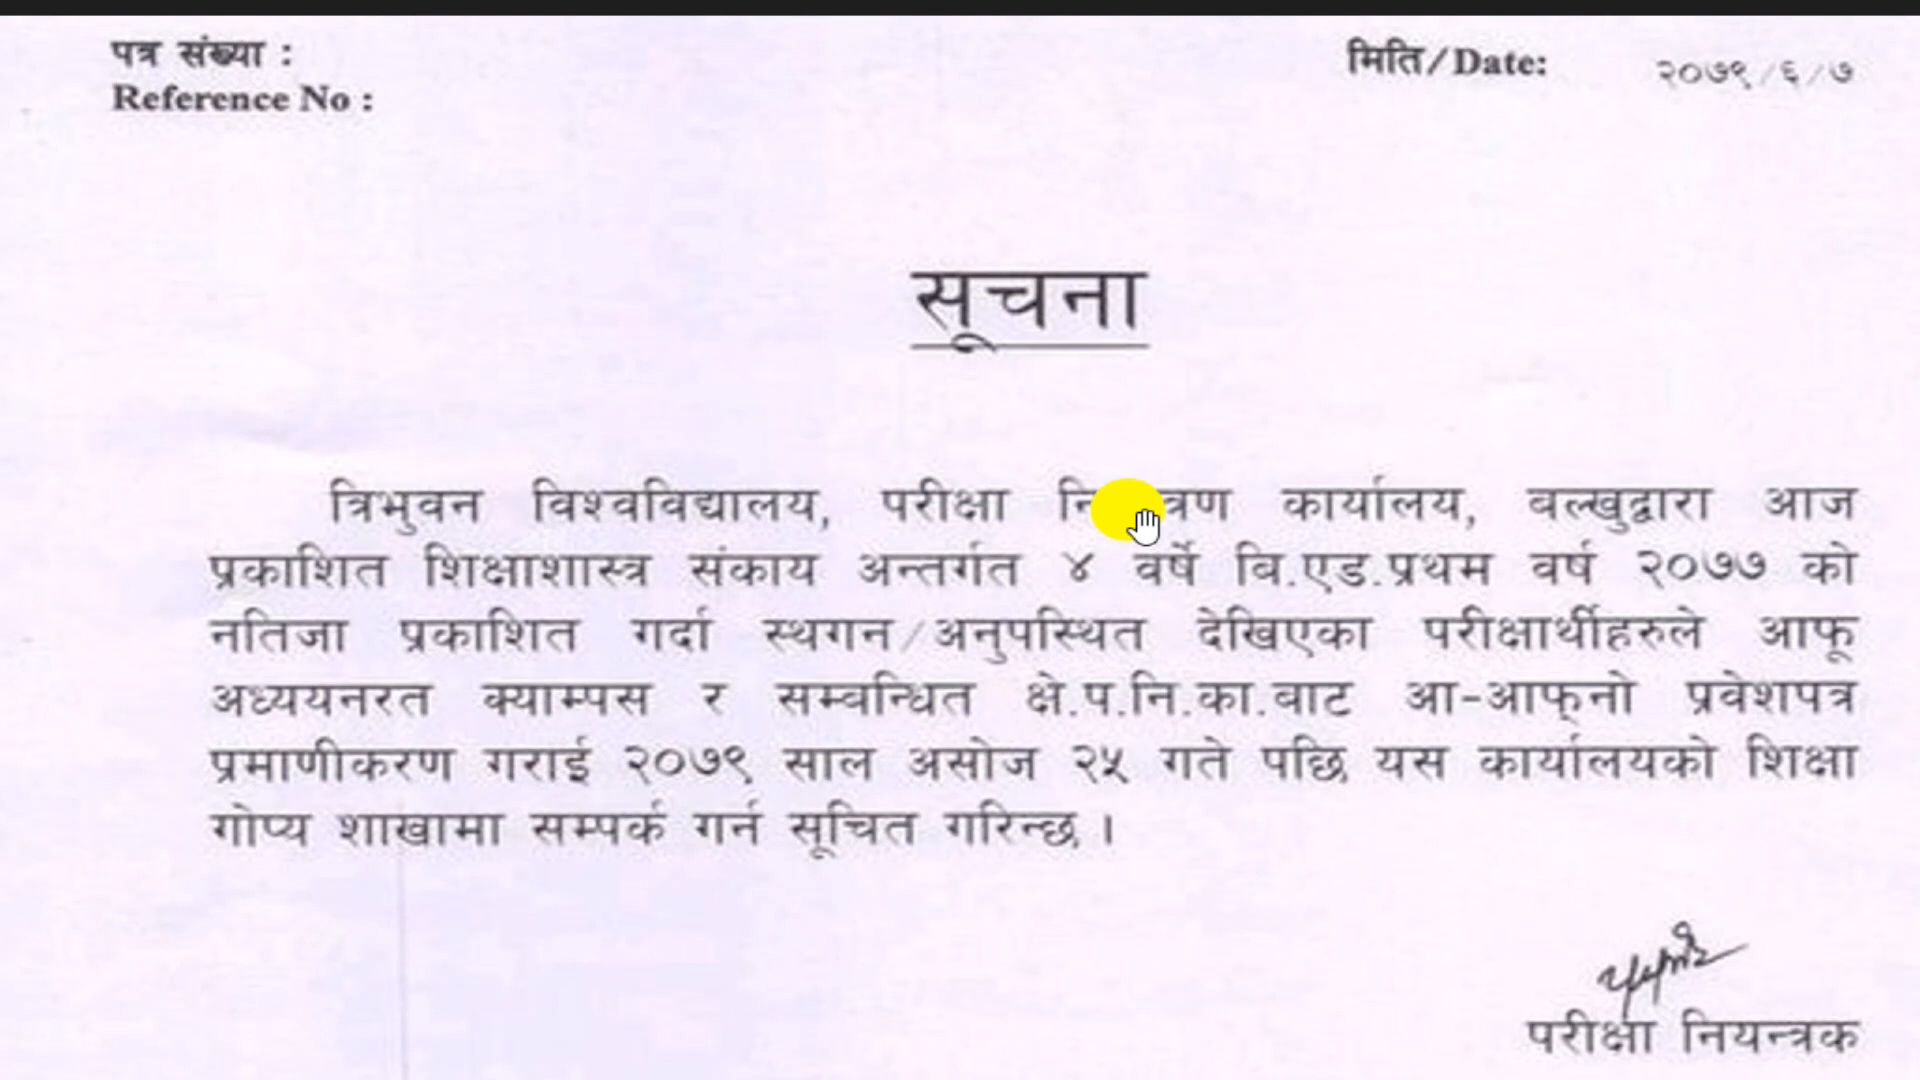 पत्र संख्या :
Reference No :
मिति/Date: २०७९/६/७
सूचना
त्रिभुवन विश्वविद्यालय, परीक्षा कार्यालय, वल्खुद्वारा आज
प्रकाशित शिक्षाशास्त्र संकाय अन्तर्गत ४ वर्षे बि.एड.प्रथम वर्ष २०७७ को
नतिजा प्रकाशित गर्दा स्थगन/अनुपस्थित देखिएका परीक्षार्थीहरुले आफू
अध्ययनरत क्याम्पस र सम्वन्धित क्षे.प.नि.का.वाट आ-आफ्नो प्रवेशपत्र
प्रमाणीकरण गराई २०७९ साल असोज २५ गते पछि यस कार्यालयको शिक्षा
गोप्य शाखामा सम्पर्क गर्न सूचित गरिन्छ ।
परीक्षा नियन्त्रक